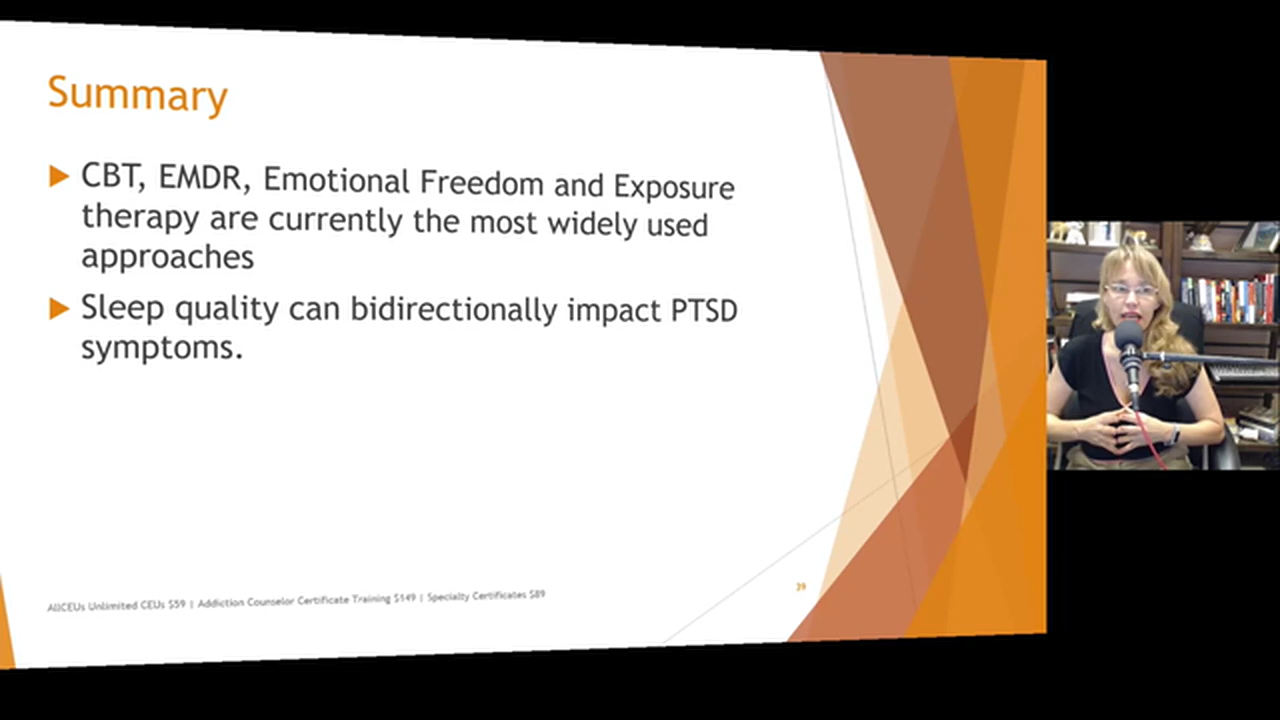 Summary
CBT, EMDR, Emotional Freedom and Exposure
therapy are currently the most widely used
approaches
Sleep quality can bidirectionally impact PTSD
symptoms.
AllCEUs Unlimited CEUs $59 | Addiction Counselor Certificate Training $149 | Specialty Certificates $89
39